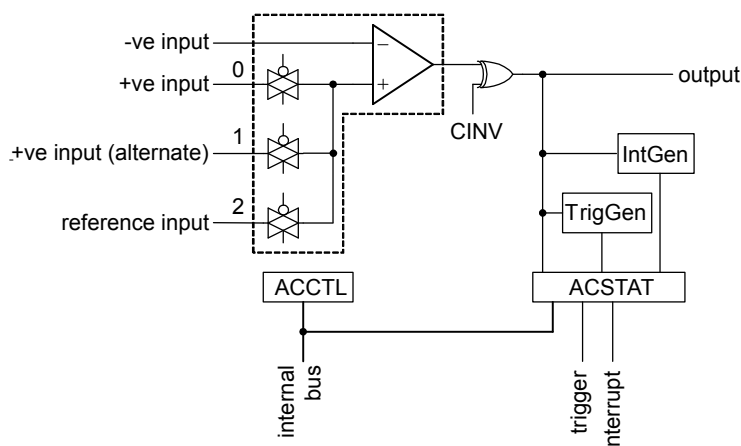 -ve input
+ve input
0
+ve input (alternate)
1
reference input
2
−
+
CINV
output
IntGen
TrigGen
ACCTL
ACSTAT
internal
bus
trigger
nterrupt